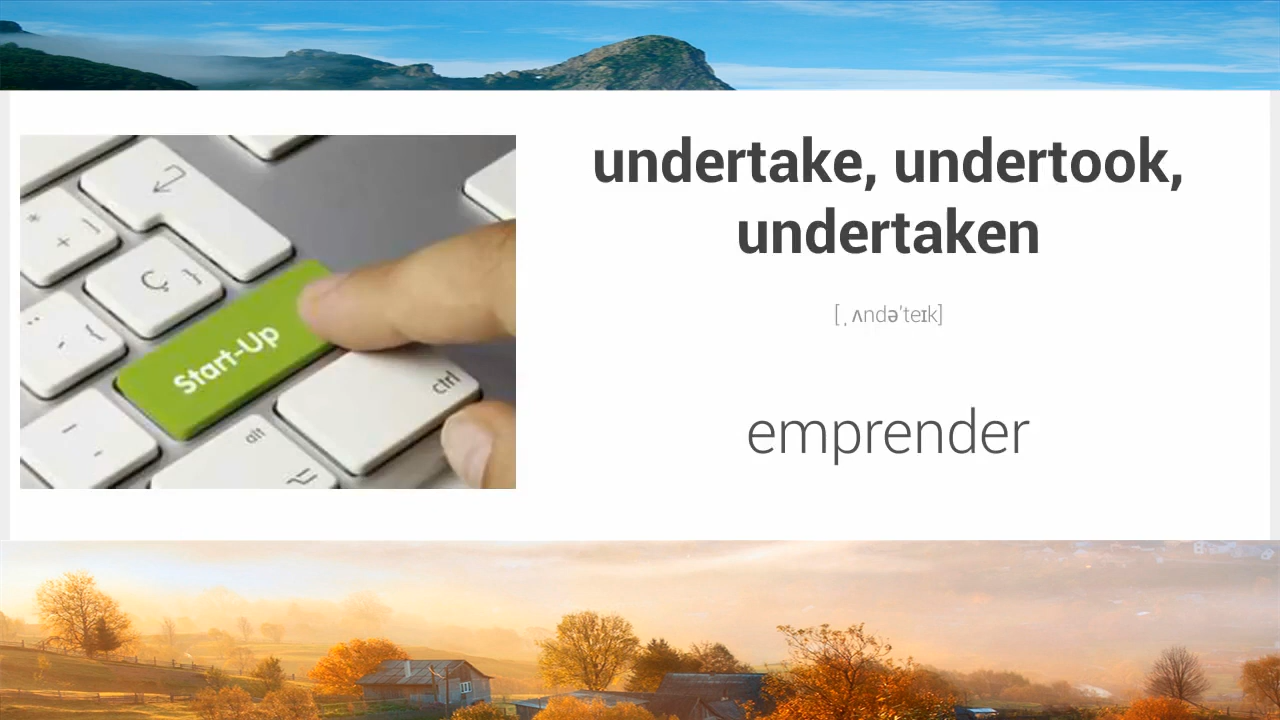 undertake, undertook,
undertaken
[ˌʌndəˈteɪk]
emprender
Start-Up
ctrl
alt
Ç